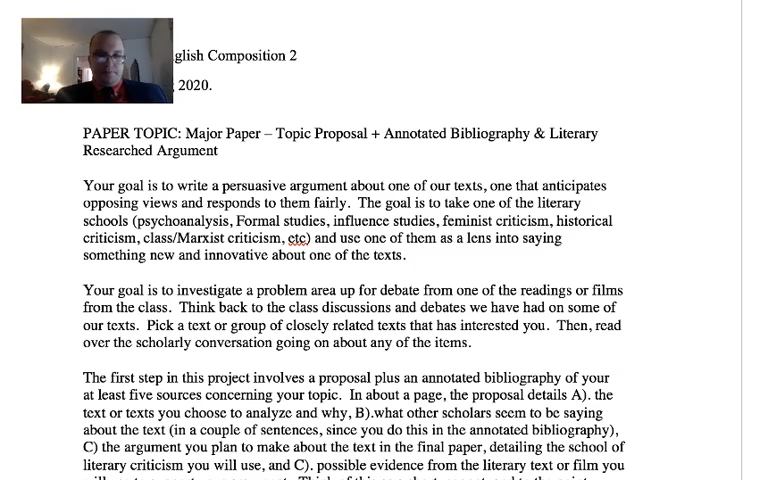 glish Composition 2
2020.
PAPER TOPIC: Major Paper – Topic Proposal + Annotated Bibliography & Literary
Researched Argument
Your goal is to write a persuasive argument about one of our texts, one that anticipates
opposing views and responds to them fairly.  The goal is to take one of the literary
schools (psychoanalysis, Formal studies, influence studies, feminist criticism, historical
criticism, class/Marxist criticism, etc) and use one of them as a lens into saying
something new and innovative about one of the texts.
Your goal is to investigate a problem area up for debate from one of the readings or films
from the class.  Think back to the class discussions and debates we have had on some of
our texts.  Pick a text or group of closely related texts that has interested you.  Then, read
over the scholarly conversation going on about any of the items.
The first step in this project involves a proposal plus an annotated bibliography of your
at least five sources concerning your topic.  In about a page, the proposal details A). the
text or texts you choose to analyze and why, B).what other scholars seem to be saying
about the text (in a couple of sentences, since you do this in the annotated bibliography),
C) the argument you plan to make about the text in the final paper, detailing the school of
literary criticism you will use, and C). possible evidence from the literary text or film you